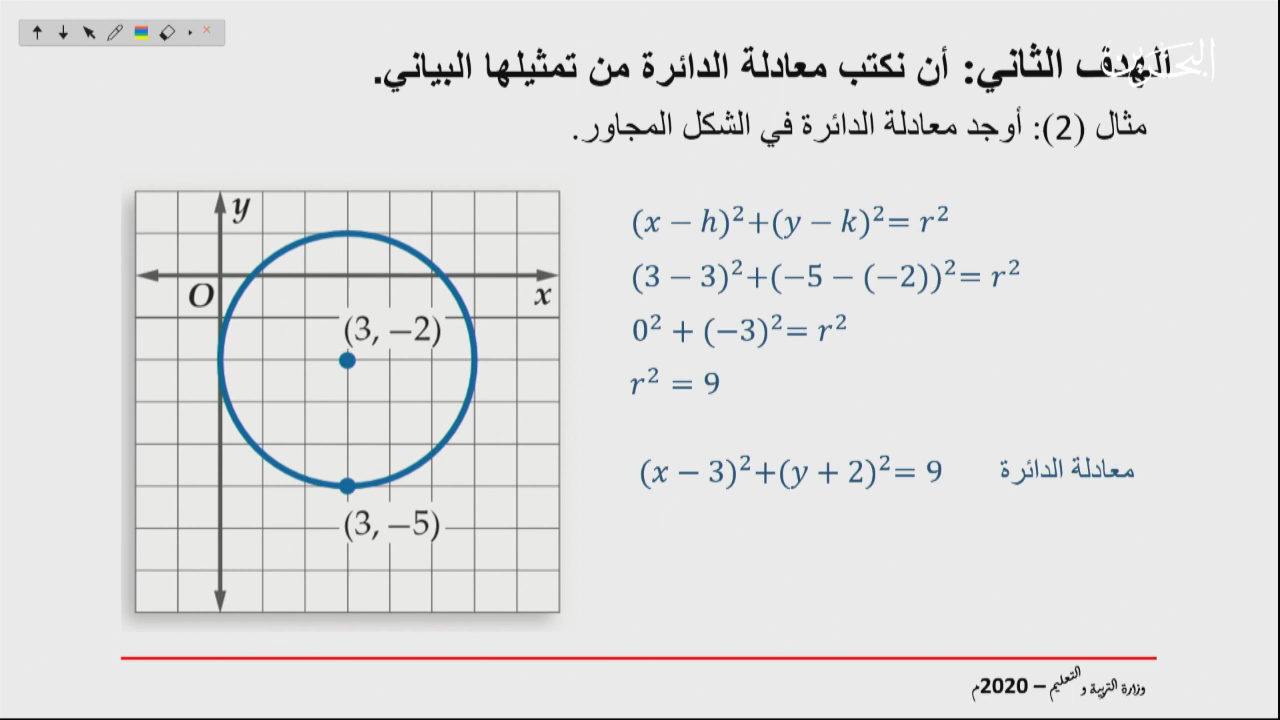 الهدف الثاني: أن نكتب معادلة الدائرة من تمثيلها البياني.
البحرين
مثال (2): أوجد معادلة الدائرة في الشكل المجاور.
(x − h)²+(y − k)²= r²
(3 − 3)²+(−5 − (−2))²= r²
0² + (−3)²= r²
r² = 9
معادلة الدائرة (x − 3)²+(y + 2)²= 9
y
O
x
(3, −2)
(3, −5)
وزارة التربية و التعليم – 2020م